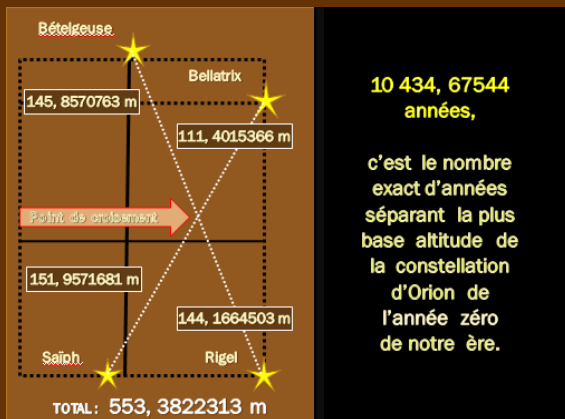 Bételgeuse
Bellatrix
145, 8570763 m
111, 4015366 m
Point de croisement
151, 9571681 m
144, 1664503 m
Saïph
Rigel
TOTAL: 553, 3822313 m
10 434, 67544
années,
c'est le nombre
exact d'années
séparant la plus
base altitude de
la constellation
d'Orion de
l'année zéro
de notre ère.